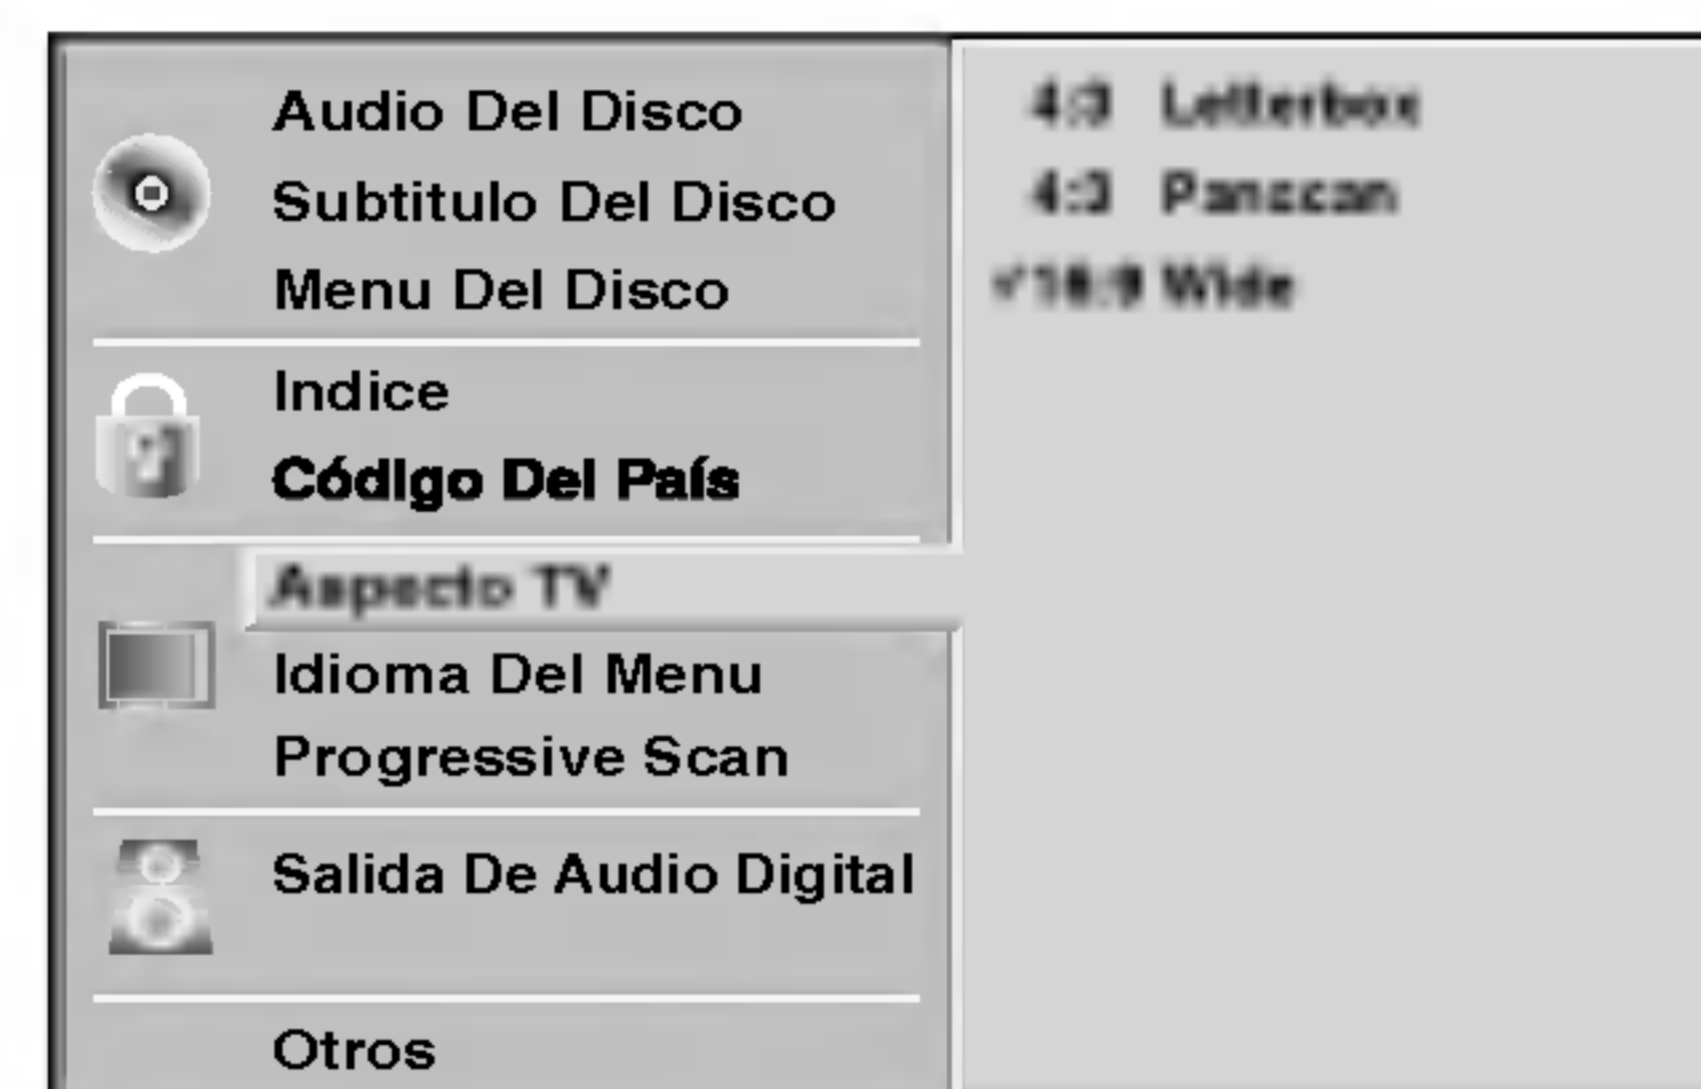 Audio Del Disco
Subtitulo Del Disco
Menu Del Disco
Indice
Código Del País
Aspecto TV
Idioma Del Menu
Progressive Scan
Salida De Audio Digital
Otros
4:3 Letterbox
4:3 Panscan
✓16:9 Wide